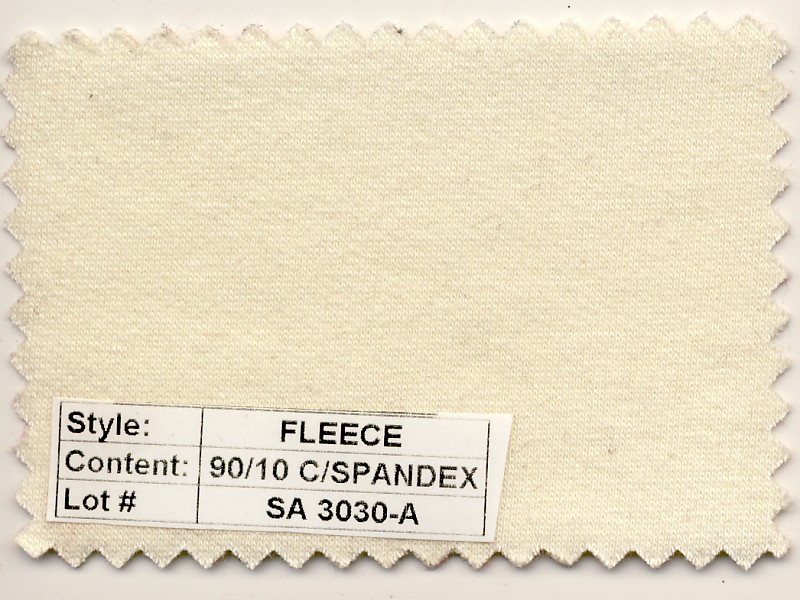 Style: FLEECE
Content: 90/10 C/SPANDEX
Lot # SA 3030-A